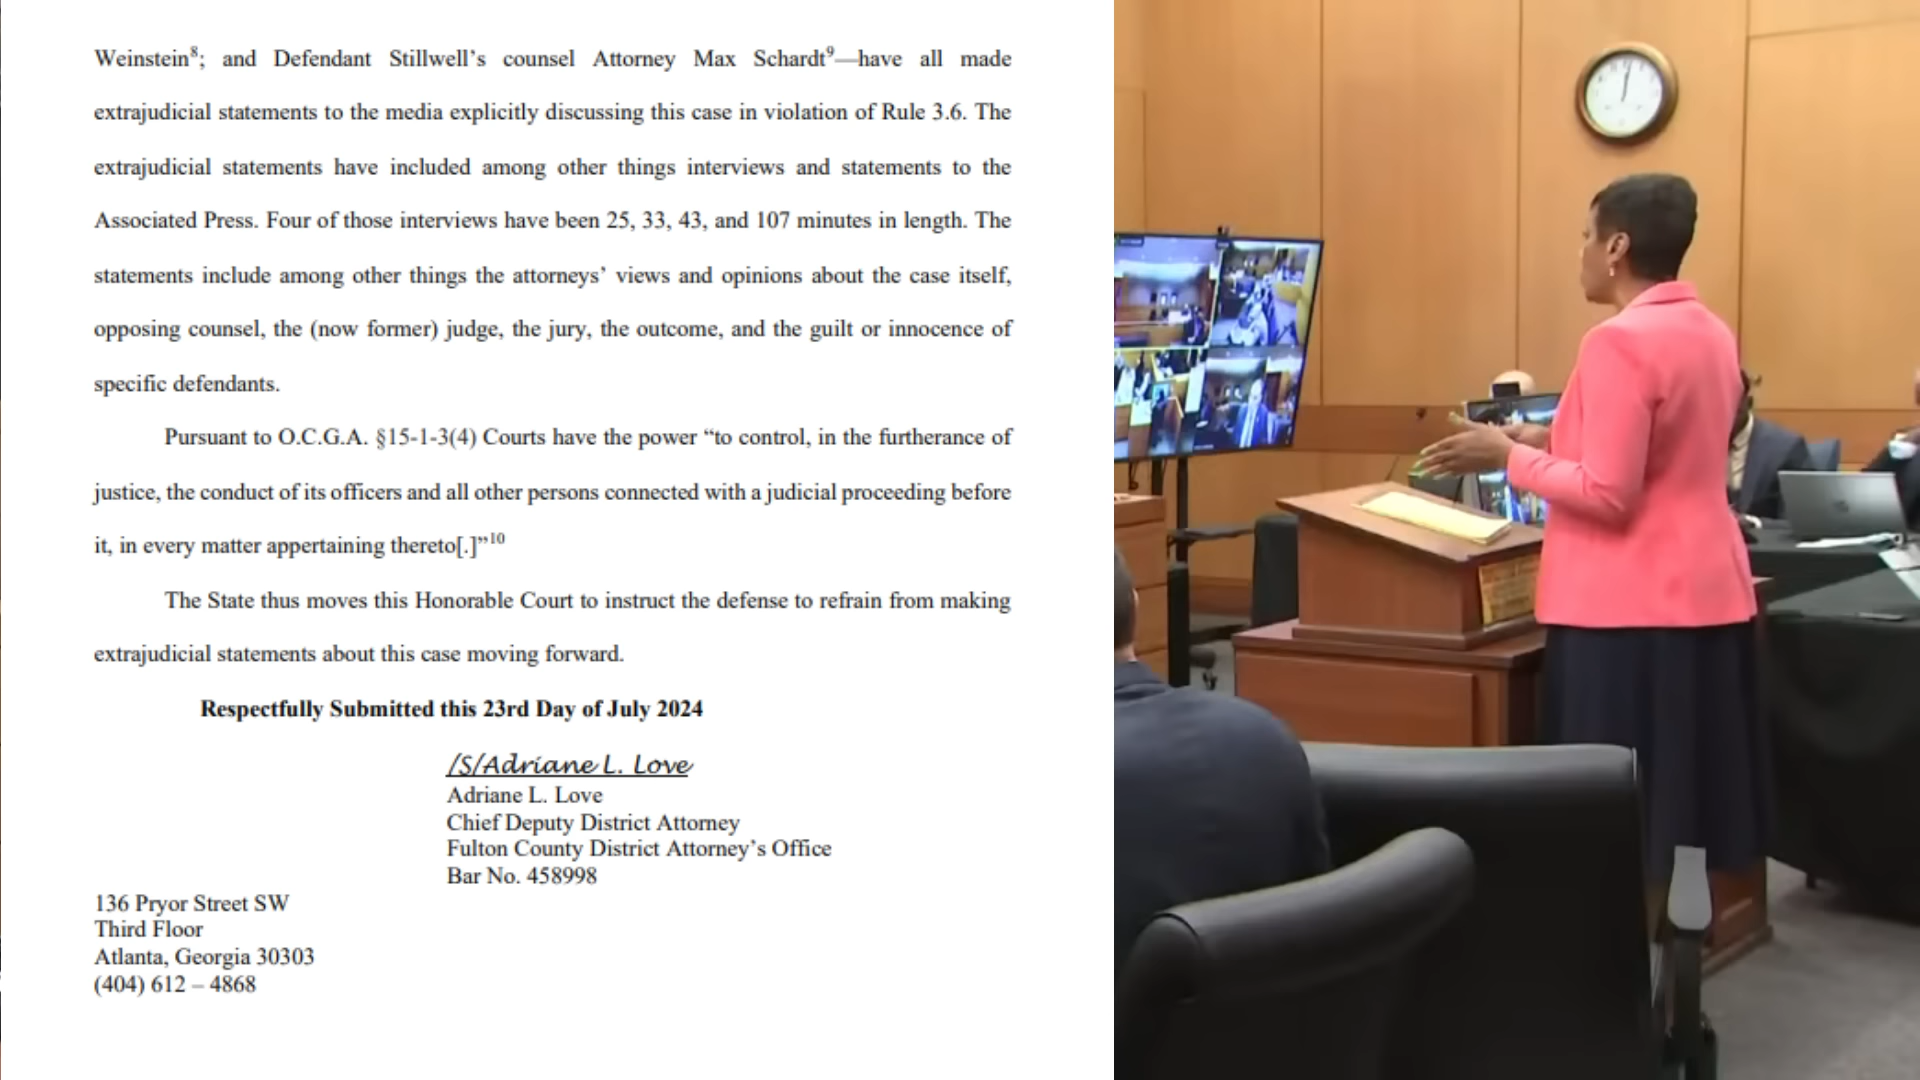 Weinstein⁸; and Defendant Stillwell’s counsel Attorney Max Schardt⁹—have all made
extrajudicial statements to the media explicitly discussing this case in violation of Rule 3.6. The
extrajudicial statements have included among other things interviews and statements to the
Associated Press. Four of those interviews have been 25, 33, 43, and 107 minutes in length. The
statements include among other things the attorneys’ views and opinions about the case itself,
opposing counsel, the (now former) judge, the jury, the outcome, and the guilt or innocence of
specific defendants.
Pursuant to O.C.G.A. §15-1-3(4) Courts have the power “to control, in the furtherance of
justice, the conduct of its officers and all other persons connected with a judicial proceeding before
it, in every matter appertaining thereto[.]”¹⁰
The State thus moves this Honorable Court to instruct the defense to refrain from making
extrajudicial statements about this case moving forward.
Respectfully Submitted this 23rd Day of July 2024
/S/Adriane L. Love
Adriane L. Love
Chief Deputy District Attorney
Fulton County District Attorney’s Office
Bar No. 458998
136 Pryor Street SW
Third Floor
Atlanta, Georgia 30303
(404) 612 – 4868